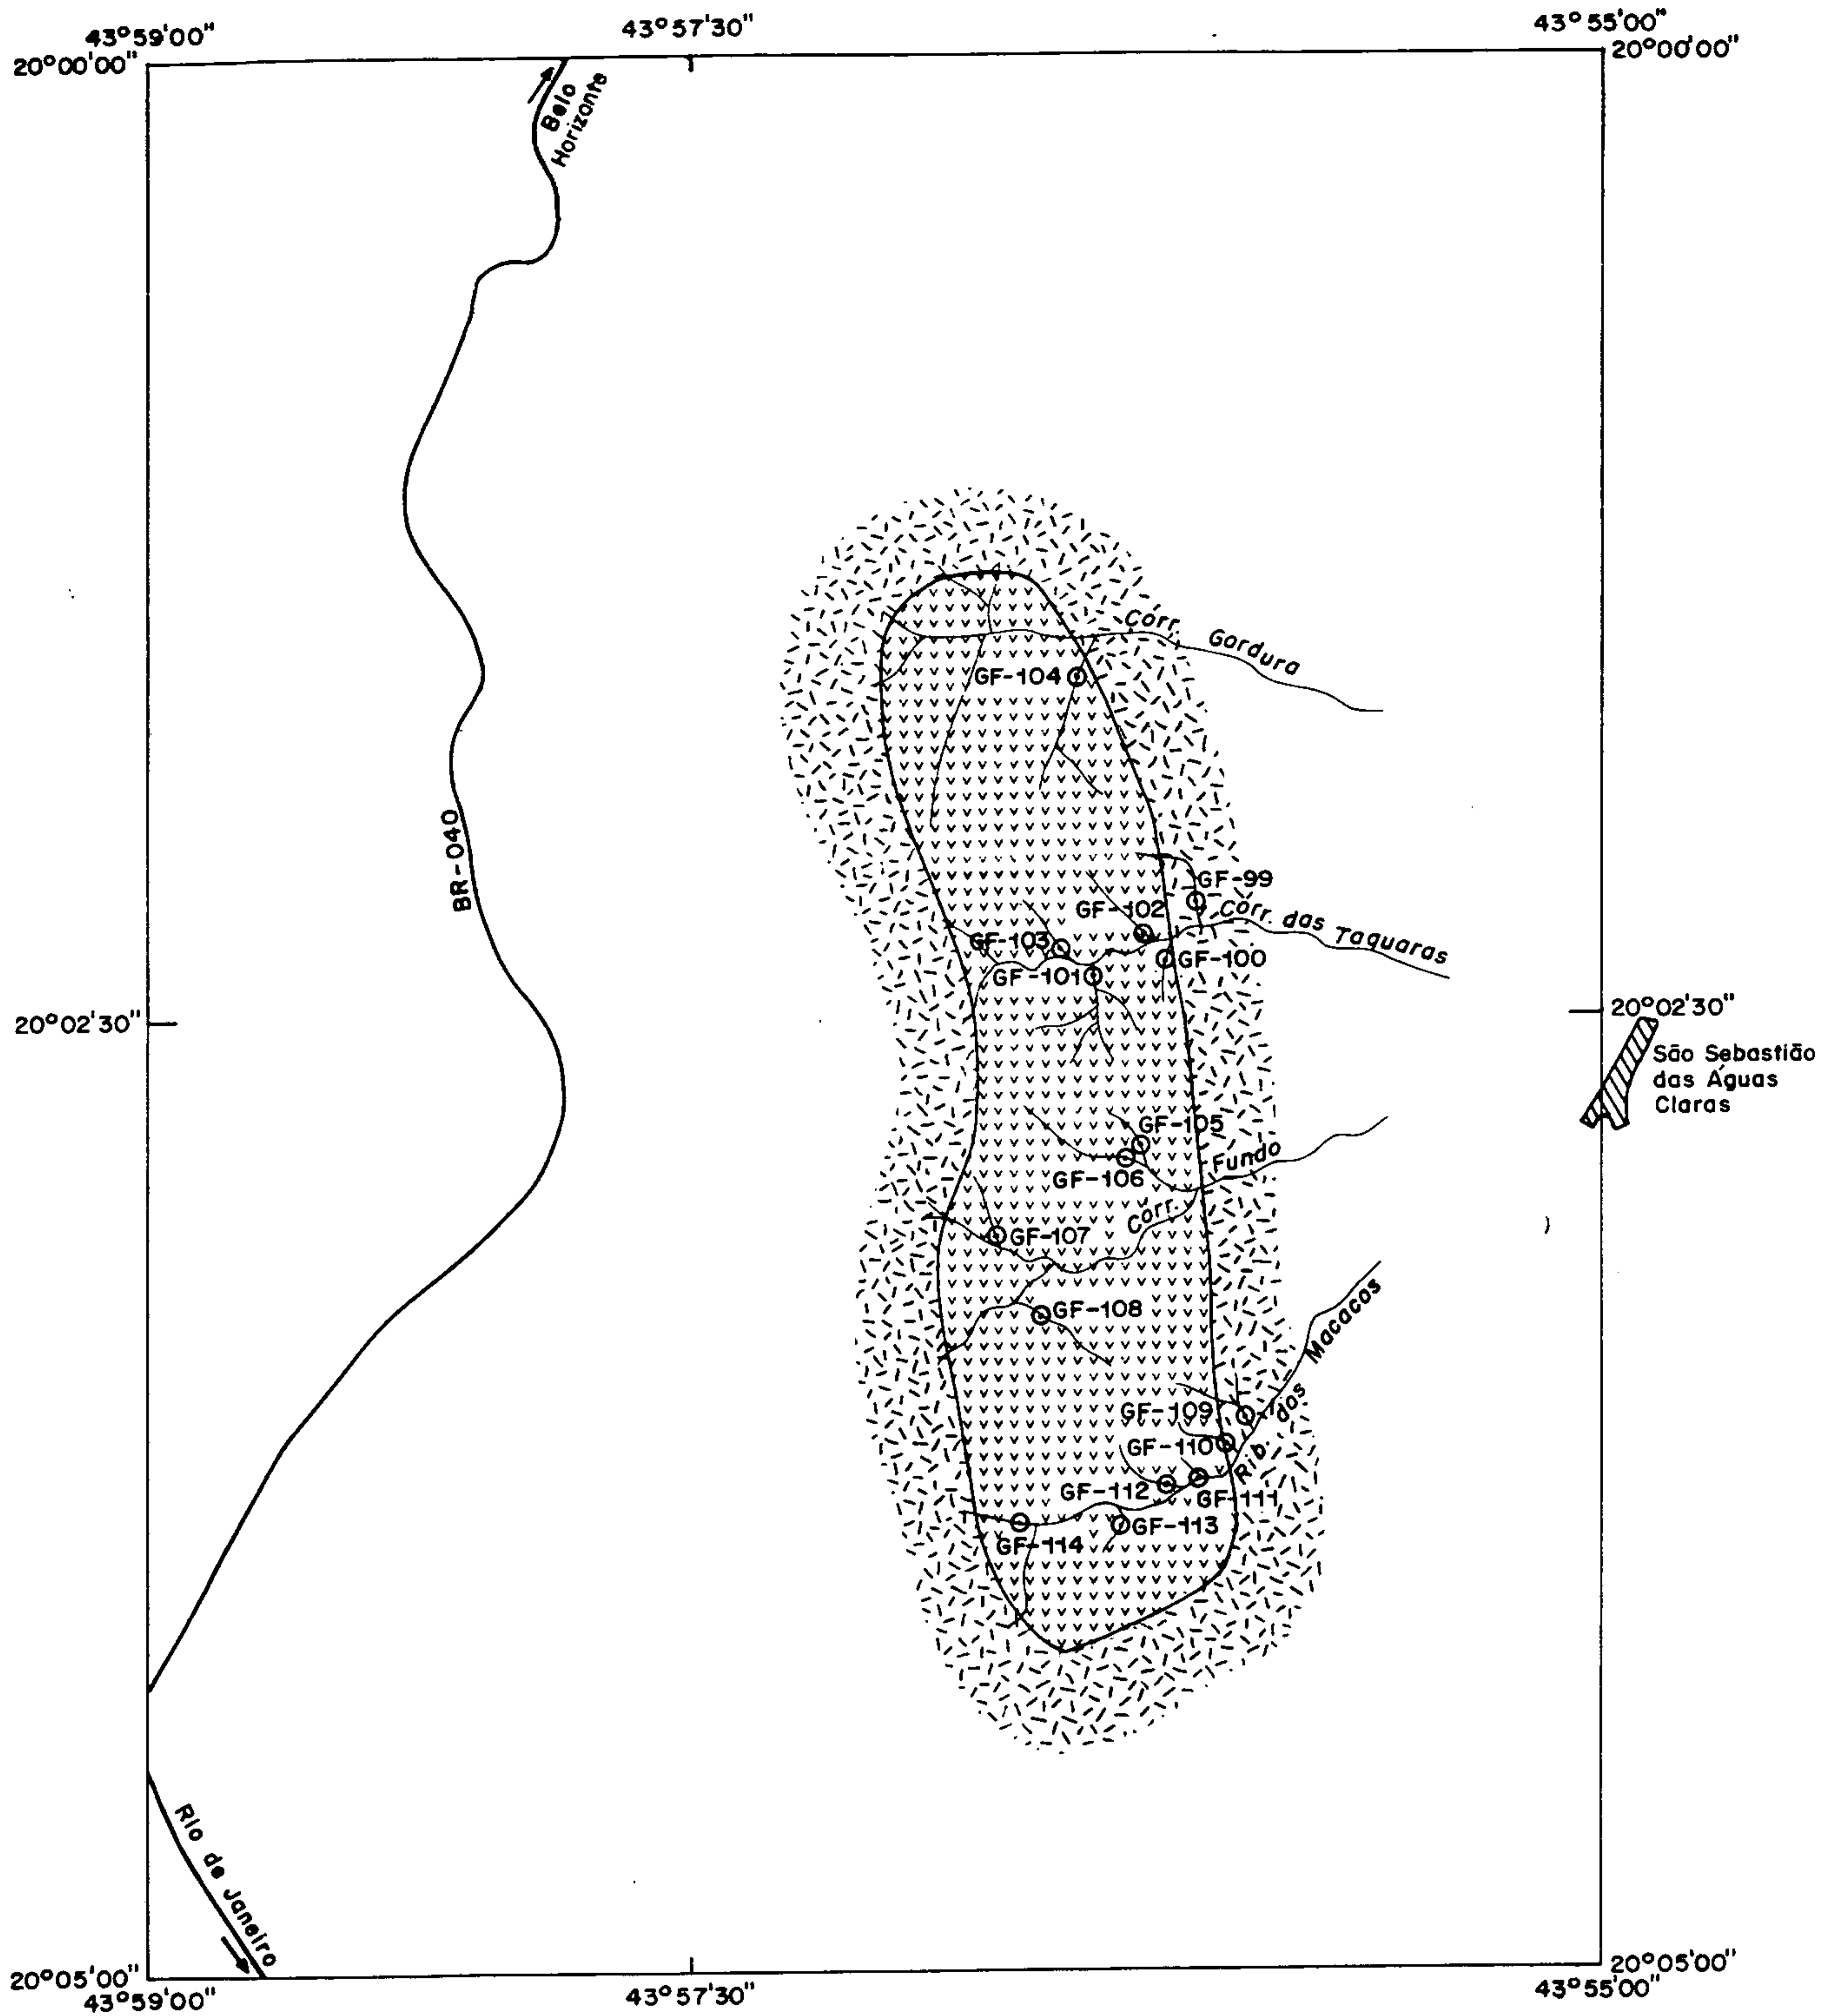 43°59'00"
43°57'30"
43°55'00"
20°00'00"
20°00'00"
Belo
Horizonte
Corr. Gordura
GF-104
BR-040
GF-99
GF-102
Corr. das Taquaras
GF-103
GF-100
GF-101
20°02'30"
20°02'30"
São Sebastião
das Águas
Claras
GF-105
GF-106
Corr. Fundo
GF-107
GF-108
Rib. dos Macacos
GF-109
GF-110
GF-112
GF-111
GF-113
GF-114
Rio de Janeiro
20°05'00"
20°05'00"
43°59'00"
43°57'30"
43°55'00"